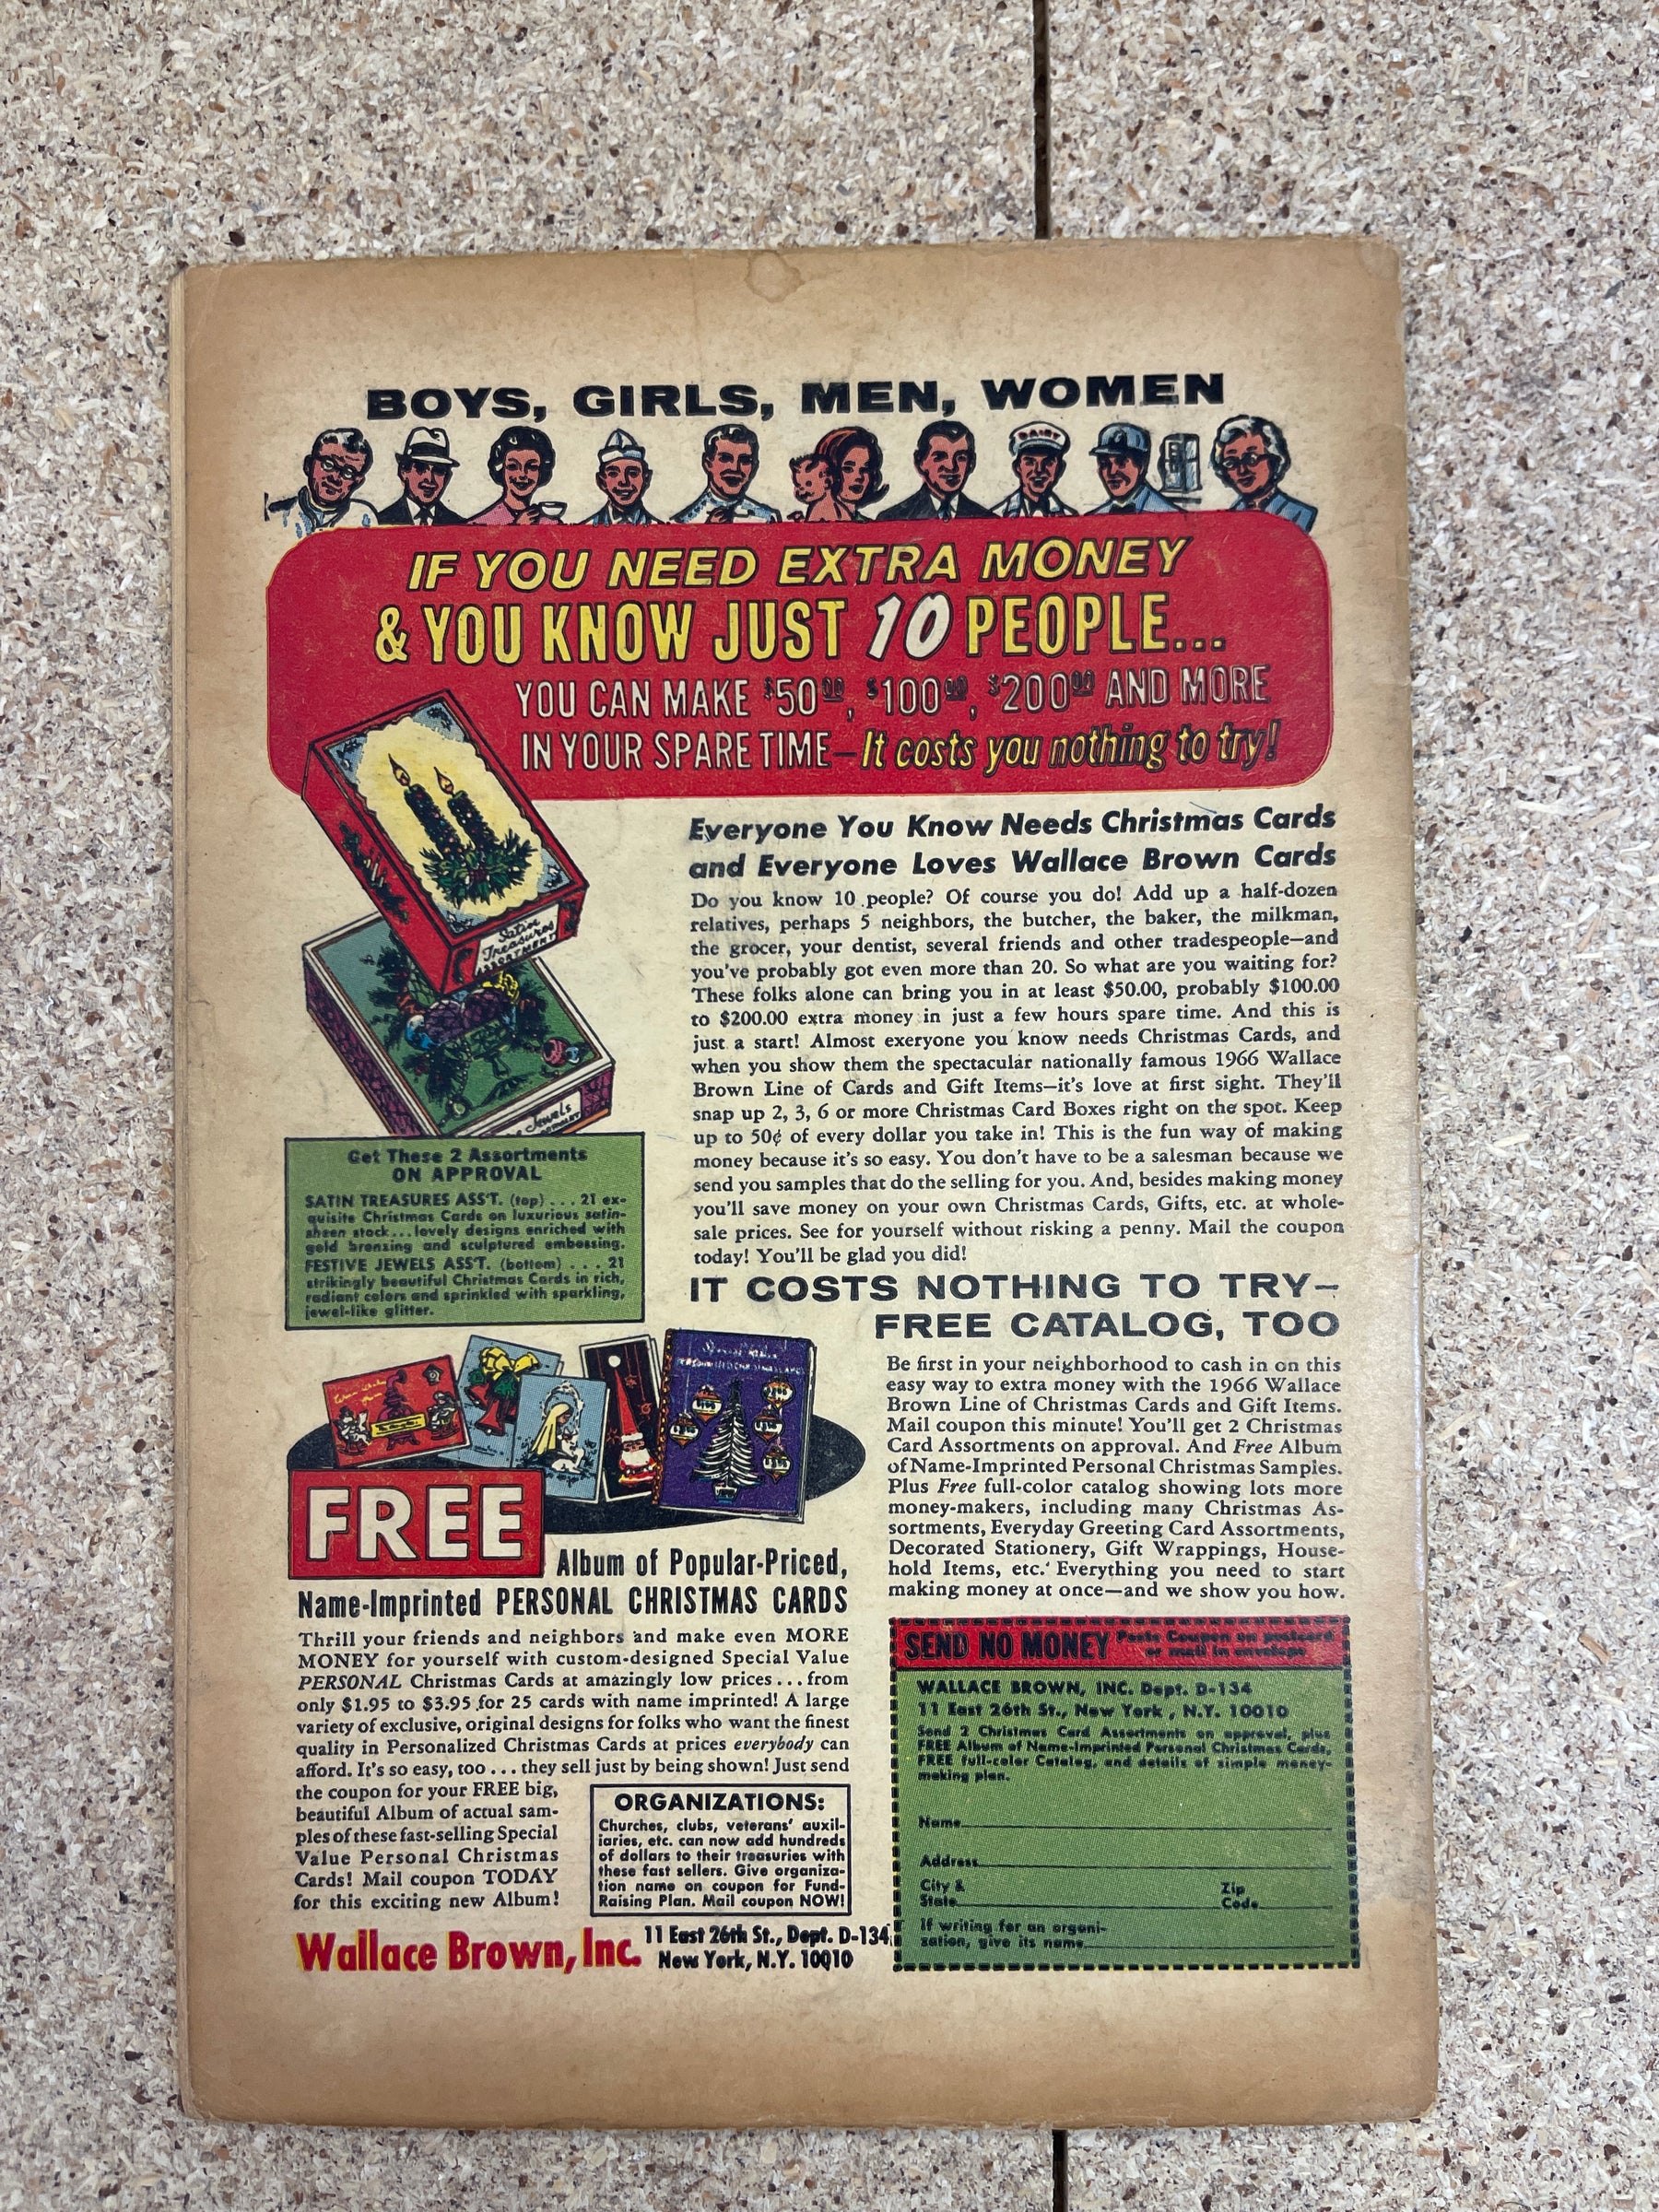 BOYS, GIRLS, MEN, WOMEN
DAIRY
IF YOU NEED EXTRA MONEY
& YOU KNOW JUST 10 PEOPLE...
YOU CAN MAKE $50.00, $100.00, $200.00 AND MORE
IN YOUR SPARE TIME—It costs you nothing to try!
Satin
Treasures
ASSORTMENT
Jewels
Get These 2 Assortments
ON APPROVAL
SATIN TREASURES ASS'T. (top) . . . 21 ex-
quisite Christmas Cards on luxurious satin-
sheen stock...lovely designs enriched with
gold bronzing and sculptured embossing.
FESTIVE JEWELS ASS'T. (bottom) . . . 21
strikingly beautiful Christmas Cards in rich,
radiant colors and sprinkled with sparkling,
jewel-like glitter.
Everyone You Know Needs Christmas Cards
and Everyone Loves Wallace Brown Cards
Do you know 10 people? Of course you do! Add up a half-dozen
relatives, perhaps 5 neighbors, the butcher, the baker, the milkman,
the grocer, your dentist, several friends and other tradespeople—and
you've probably got even more than 20. So what are you waiting for?
These folks alone can bring you in at least $50.00, probably $100.00
to $200.00 extra money in just a few hours spare time. And this is
just a start! Almost exeryone you know needs Christmas Cards, and
when you show them the spectacular nationally famous 1966 Wallace
Brown Line of Cards and Gift Items—it's love at first sight. They'll
snap up 2, 3, 6 or more Christmas Card Boxes right on the spot. Keep
up to 50¢ of every dollar you take in! This is the fun way of making
money because it's so easy. You don't have to be a salesman because we
send you samples that do the selling for you. And, besides making money
you'll save money on your own Christmas Cards, Gifts, etc. at whole-
sale prices. See for yourself without risking a penny. Mail the coupon
today! You'll be glad you did!
IT COSTS NOTHING TO TRY—
FREE CATALOG, TOO
Be first in your neighborhood to cash in on this
easy way to extra money with the 1966 Wallace
Brown Line of Christmas Cards and Gift Items.
Mail coupon this minute! You'll get 2 Christmas
Card Assortments on approval. And Free Album
of Name-Imprinted Personal Christmas Samples.
Plus Free full-color catalog showing lots more
money-makers, including many Christmas As-
sortments, Everyday Greeting Card Assortments,
Decorated Stationery, Gift Wrappings, House-
hold Items, etc. Everything you need to start
making money at once—and we show you how.
FREE
Album of Popular-Priced,
Name-Imprinted PERSONAL CHRISTMAS CARDS
Thrill your friends and neighbors and make even MORE
MONEY for yourself with custom-designed Special Value
PERSONAL Christmas Cards at amazingly low prices...from
only $1.95 to $3.95 for 25 cards with name imprinted! A large
variety of exclusive, original designs for folks who want the finest
quality in Personalized Christmas Cards at prices everybody can
afford. It's so easy, too . . . they sell just by being shown! Just send
the coupon for your FREE big,
beautiful Album of actual sam-
ples of these fast-selling Special
Value Personal Christmas
Cards! Mail coupon TODAY
for this exciting new Album!
ORGANIZATIONS:
Churches, clubs, veterans' auxil-
iaries, etc. can now add hundreds
of dollars to their treasuries with
these fast sellers. Give organiza-
tion name on coupon for Fund-
Raising Plan. Mail coupon NOW!
Wallace Brown, Inc.
11 East 26th St., Dept. D-134
New York, N.Y. 10010
SEND NO MONEY
Paste Coupon on postcard
or mail in envelope
WALLACE BROWN, INC. Dept. D-134
11 East 26th St., New York, N.Y. 10010
Send 2 Christmas Card Assortments on approval, plus
FREE Album of Name-Imprinted Personal Christmas Cards,
FREE full-color Catalog, and details of simple money-
making plan.
Name
Address
City &
State
Zip
Code
If writing for an organi-
zation, give its name